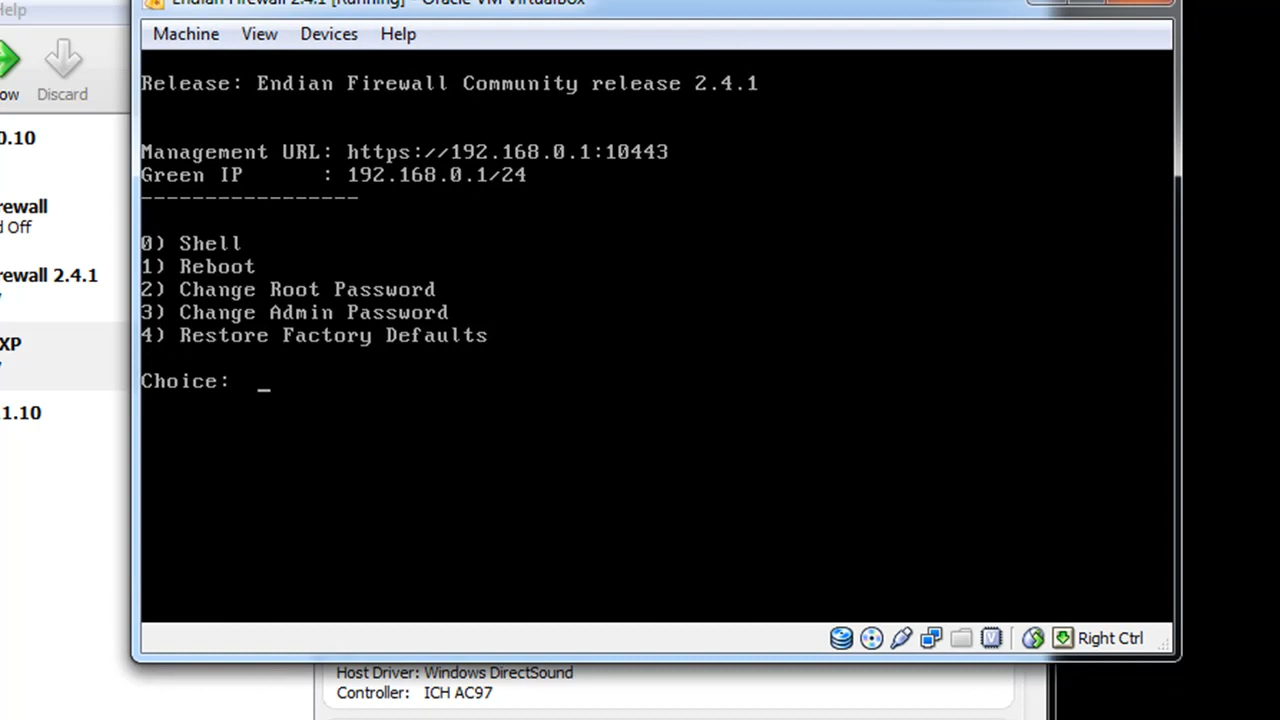 Help
Endian Firewall 2.4.1 [Running] - Oracle VM VirtualBox
Machine View Devices Help
Release: Endian Firewall Community release 2.4.1
Discard
Management URL: https://192.168.0.1:10443
Green IP : 192.168.0.1/24
-----------------
0) Shell
1) Reboot
2) Change Root Password
3) Change Admin Password
4) Restore Factory Defaults
Choice: _
0.10
rewall
d Off
rewall 2.4.1
XP
1.10
Right Ctrl
Host Driver: Windows DirectSound
Controller: ICH AC97